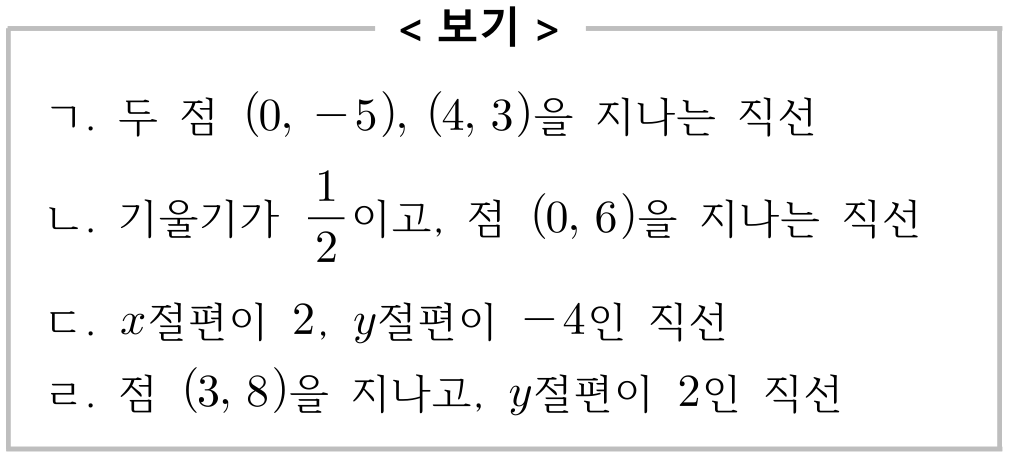 < 보기 >
ㄱ. 두 점 (0, −5), (4, 3)을 지나는 직선
ㄴ. 기울기가 1/2이고, 점 (0, 6)을 지나는 직선
ㄷ. x절편이 2, y절편이 −4인 직선
ㄹ. 점 (3, 8)을 지나고, y절편이 2인 직선